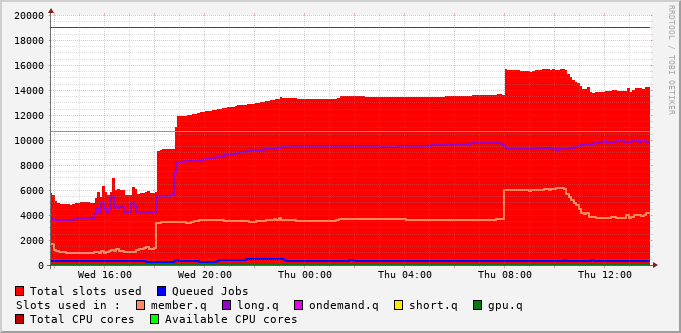 20000
18000
16000
14000
12000
10000
8000
6000
4000
2000
0
Wed 16:00 Wed 20:00 Thu 00:00 Thu 04:00 Thu 08:00 Thu 12:00
Total slots used Queued Jobs
Slots used in : member.q long.q ondemand.q short.q gpu.q
Total CPU cores Available CPU cores
RRDTOOL / TOBI OETIKER